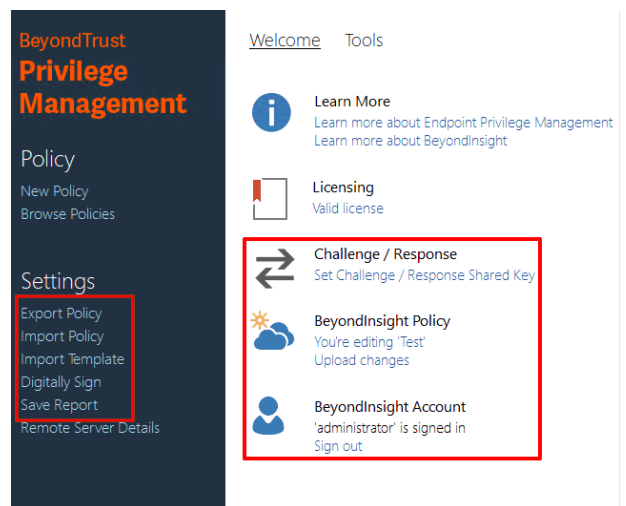 BeyondTrust
Privilege
Management
Policy
New Policy
Browse Policies
Settings
Export Policy
Import Policy
Import Template
Digitally Sign
Save Report
Remote Server Details
Welcome Tools
Learn More
Learn more about Endpoint Privilege Management
Learn more about BeyondInsight
Licensing
Valid license
Challenge / Response
Set Challenge / Response Shared Key
BeyondInsight Policy
You're editing 'Test'
Upload changes
BeyondInsight Account
'administrator' is signed in
Sign out